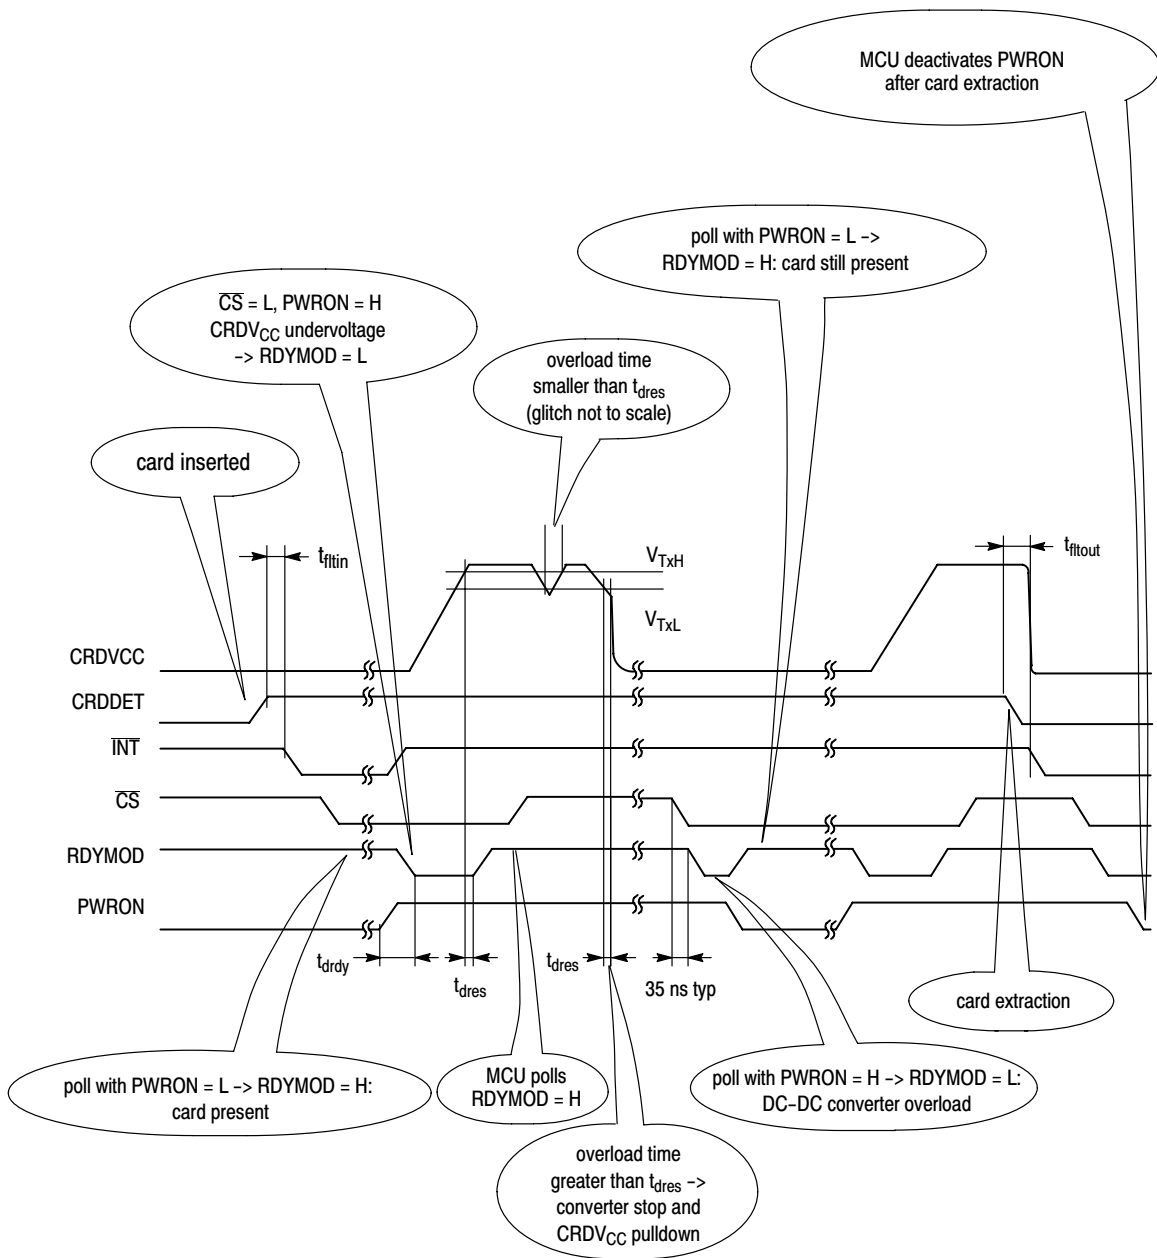 MCU deactivates PWRON
after card extraction
poll with PWRON = L –>
RDYMOD = H: card still present
CS = L, PWRON = H
CRDVCC undervoltage
–> RDYMOD = L
overload time
smaller than tdres
(glitch not to scale)
card inserted
tfltin
VTxH
tfltout
VTxL
CRDVCC
CRDDET
INT
CS
RDYMOD
PWRON
tdrdy
tdres
tdres
35 ns typ
card extraction
poll with PWRON = L –> RDYMOD = H:
card present
MCU polls
RDYMOD = H
poll with PWRON = H –> RDYMOD = L:
DC–DC converter overload
overload time
greater than tdres –>
converter stop and
CRDVCC pulldown